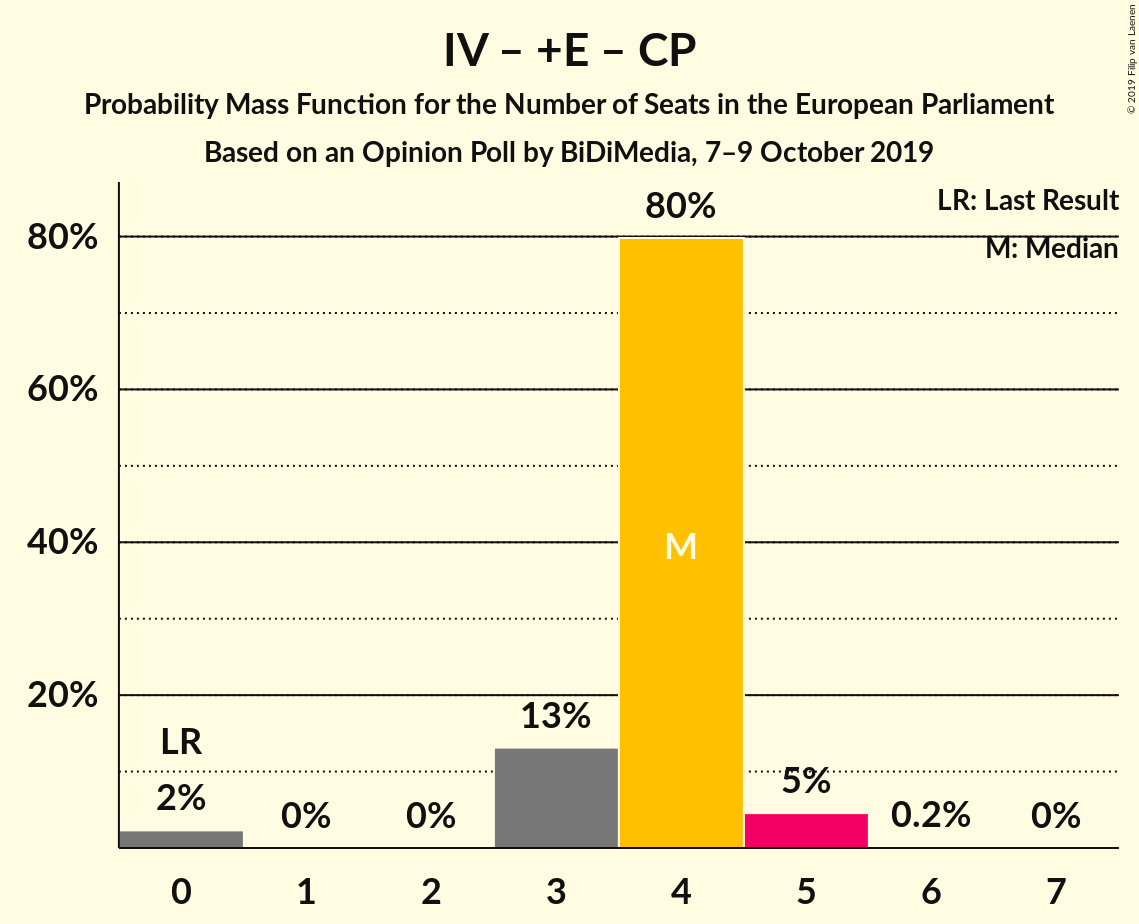 IV – +E – CP
Probability Mass Function for the Number of Seats in the European Parliament
Based on an Opinion Poll by BiDiMedia, 7–9 October 2019
© 2019 Filip van Laenen
LR: Last Result
M: Median
80%
60%
40%
20%
LR
2%
0%
0%
13%
80%
M
5%
0.2%
0%
0 1 2 3 4 5 6 7